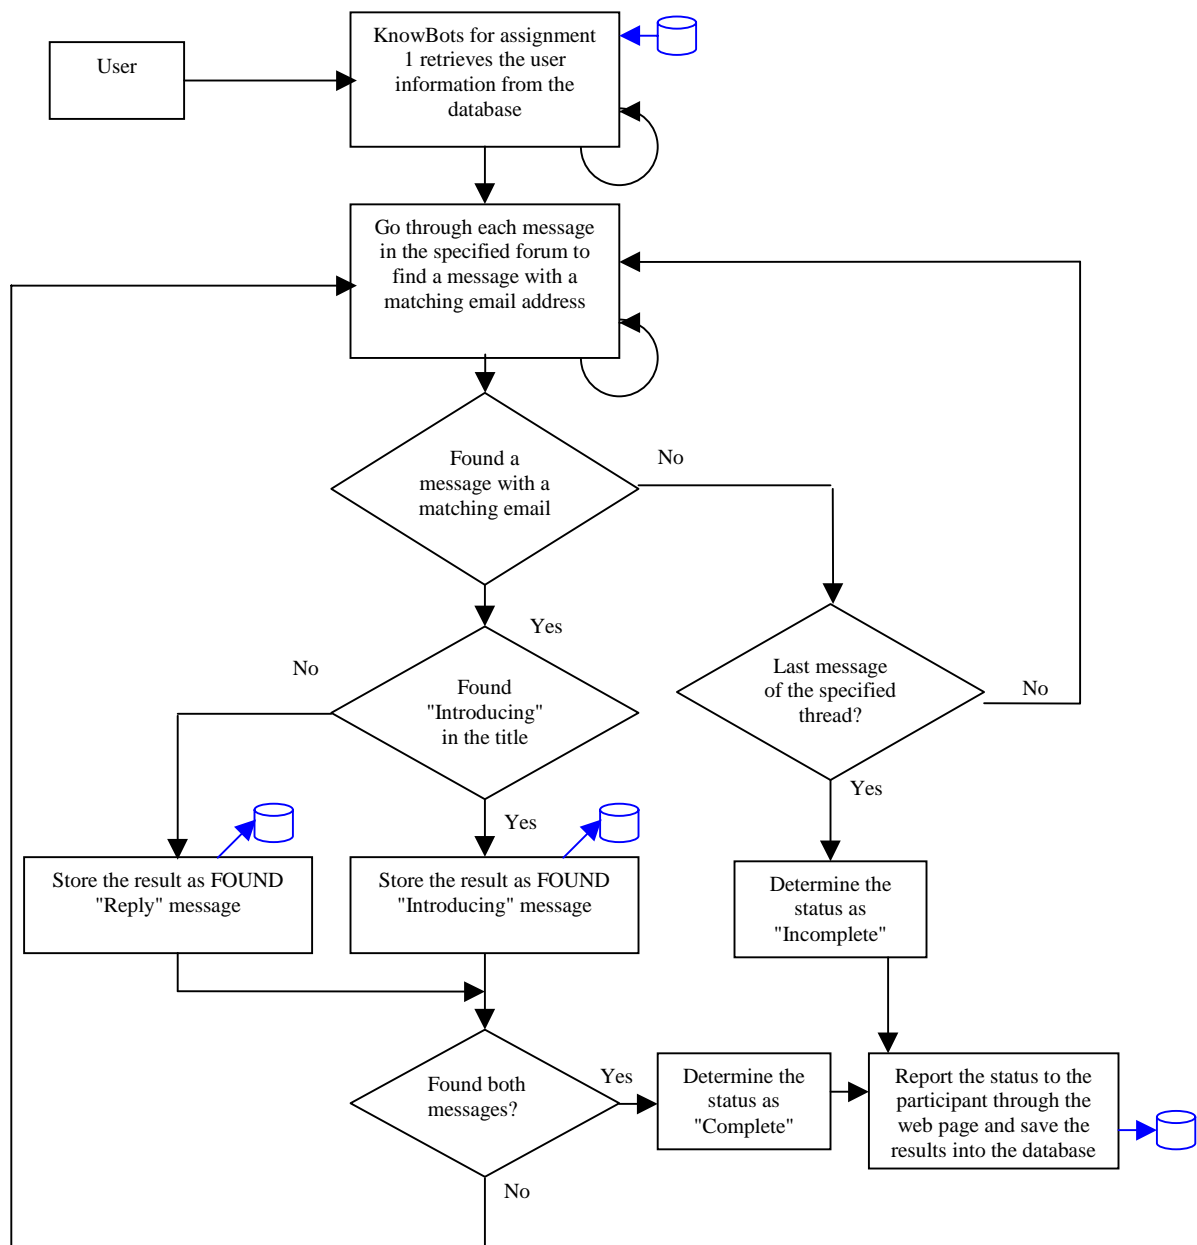 User
KnowBots for assignment
1 retrieves the user
information from the
database
Go through each message
in the specified forum to
find a message with a
matching email address
Found a
message with a
matching email
No
Yes
No
Found
"Introducing"
in the title
Last message
of the specified
thread?
No
Yes
Yes
Store the result as FOUND
"Reply" message
Store the result as FOUND
"Introducing" message
Determine the
status as
"Incomplete"
Found both
messages?
Yes
Determine the
status as
"Complete"
Report the status to the
participant through the
web page and save the
results into the database
No